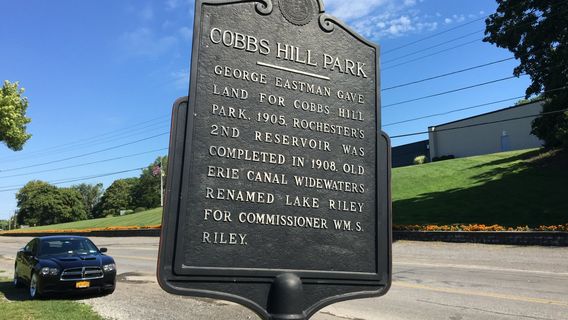 COBBS HILL PARK
GEORGE EASTMAN GAVE
LAND FOR COBBS HILL
PARK, 1905. ROCHESTER'S
2ND RESERVOIR WAS
COMPLETED IN 1908. OLD
ERIE CANAL WIDEWATERS
RENAMED LAKE RILEY
FOR COMMISSIONER WM. S.
RILEY.